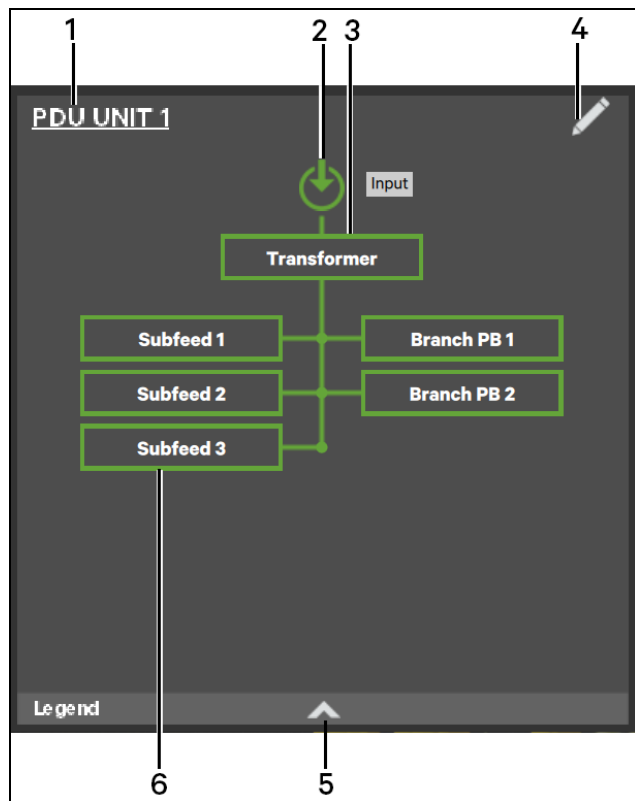 1 2 3 4
PDU UNIT 1
Input
Transformer
Subfeed 1 Branch PB 1
Subfeed 2 Branch PB 2
Subfeed 3
Legend
6 5